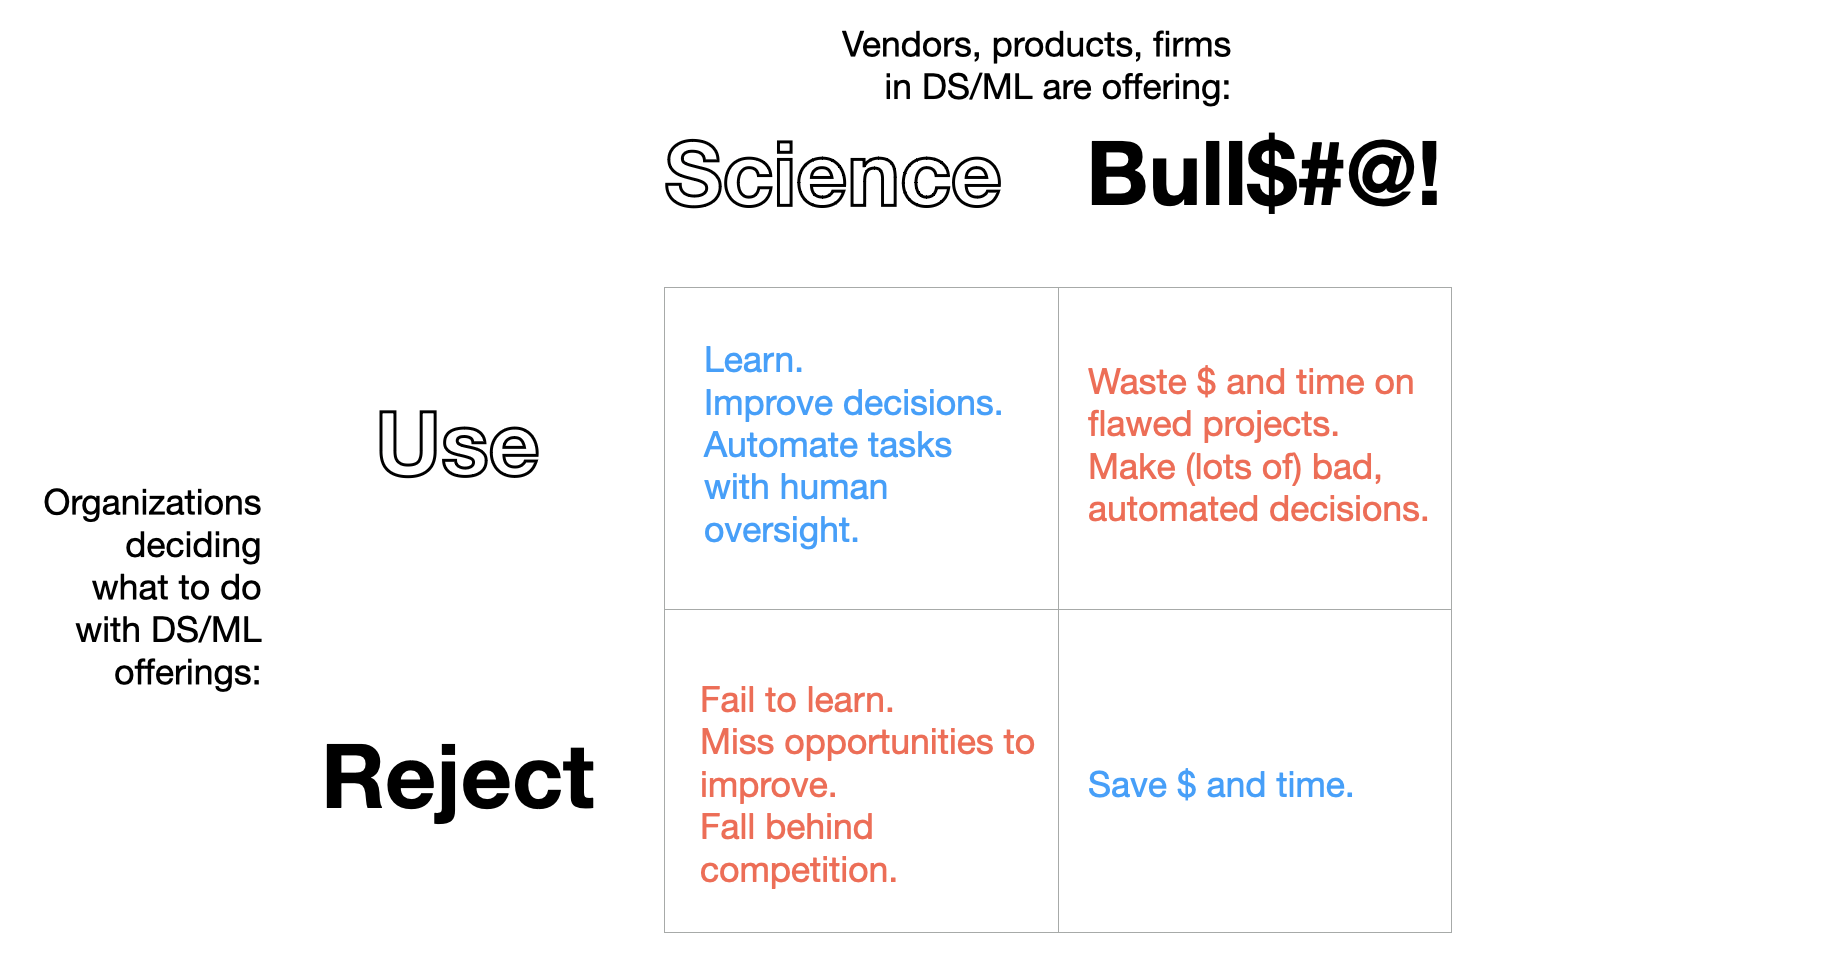 Vendors, products, firms
in DS/ML are offering:
Science
Bull$#@!
Organizations
deciding
what to do
with DS/ML
offerings:
Use
Learn.
Improve decisions.
Automate tasks
with human
oversight.
Waste $ and time on
flawed projects.
Make (lots of) bad,
automated decisions.
Reject
Fail to learn.
Miss opportunities to
improve.
Fall behind
competition.
Save $ and time.